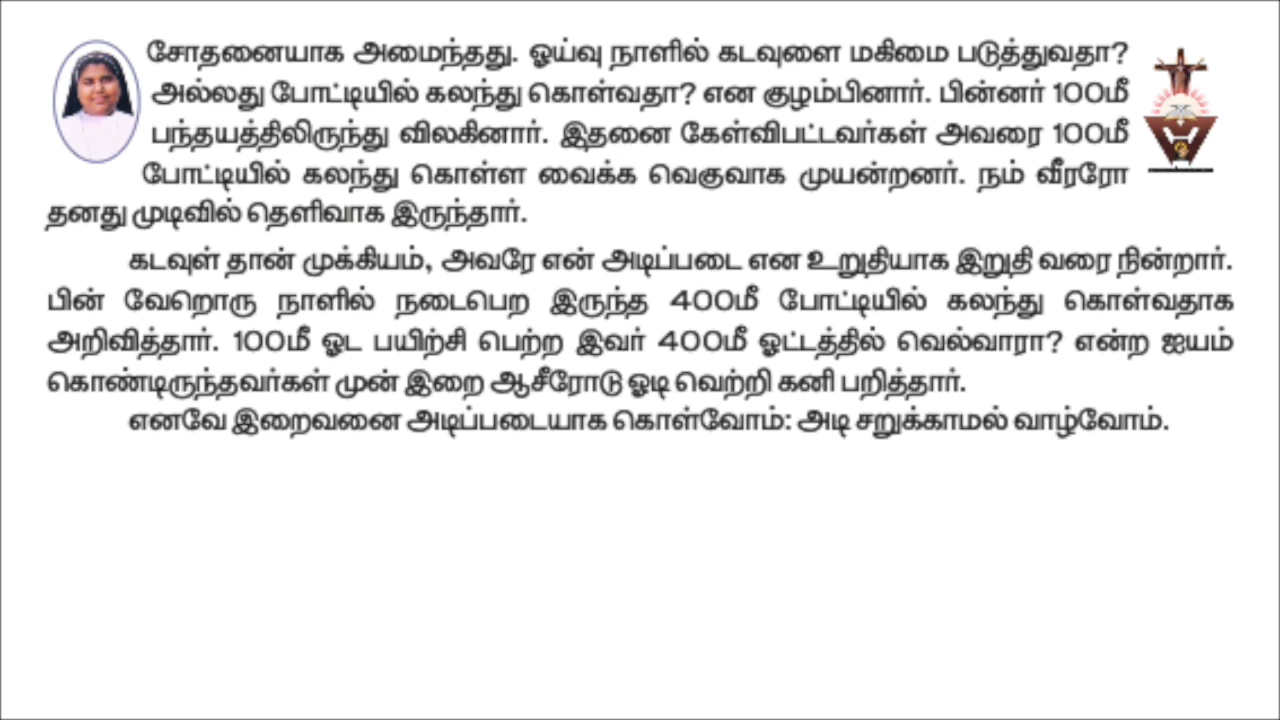 சோதனையாக அமைந்தது. ஓய்வு நாளில் கடவுளை மகிமை படுத்துவதா?
அல்லது போட்டியில் கலந்து கொள்வதா? என குழம்பினார். பின்னர் 100மீ
பந்தயத்திலிருந்து விலகினார். இதனை கேள்விபட்டவர்கள் அவரை 100மீ
போட்டியில் கலந்து கொள்ள வைக்க வெகுவாக முயன்றனர். நம் வீரரோ
தனது முடிவில் தெளிவாக இருந்தார்.
கடவுள் தான் முக்கியம், அவரே என் அடிப்படை என உறுதியாக இறுதி வரை நின்றார்.
பின் வேறொரு நாளில் நடைபெற இருந்த 400மீ போட்டியில் கலந்து கொள்வதாக
அறிவித்தார். 100மீ ஓட பயிற்சி பெற்ற இவர் 400மீ ஓட்டத்தில் வெல்வாரா? என்ற ஐயம்
கொண்டிருந்தவர்கள் முன் இறை ஆசீரோடு ஓடி வெற்றி கனி பறித்தார்.
எனவே இறைவனை அடிப்படையாக கொள்வோம்: அடி சறுக்காமல் வாழ்வோம்.